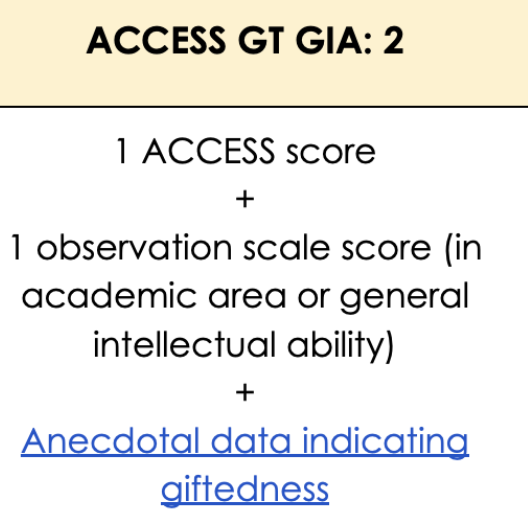 ACCESS GT GIA: 2
1 ACCESS score
+
1 observation scale score (in
academic area or general
intellectual ability)
+
Anecdotal data indicating
giftedness